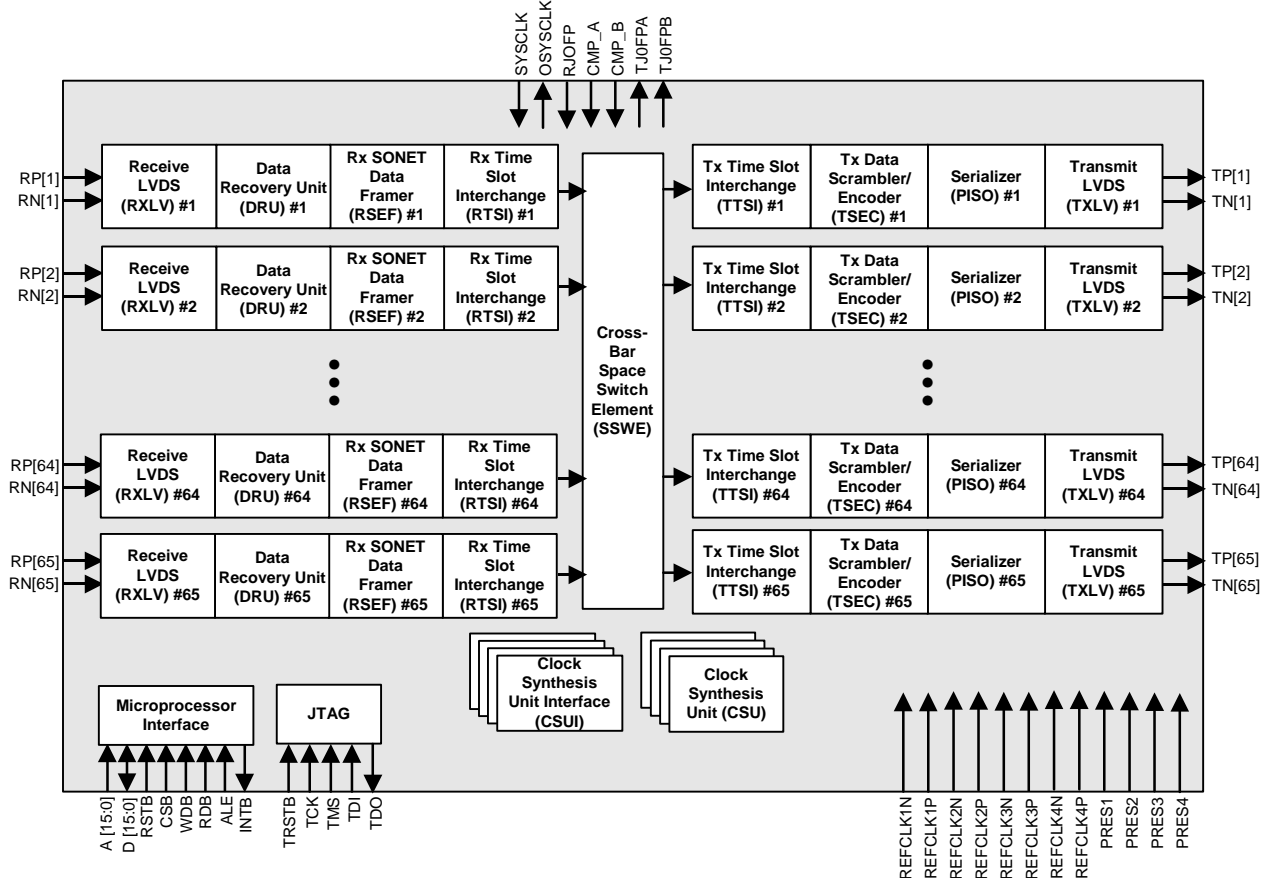 SYSCLK
OSYSCLK
RJOFP
CMP_A
CMP_B
TJ0FPA
TJ0FPB
RP[1]
RN[1]
Receive
LVDS
(RXLV) #1
Data
Recovery Unit
(DRU) #1
Rx SONET
Data
Framer
(RSEF) #1
Rx Time
Slot
Interchange
(RTSI) #1
Tx Time Slot
Interchange
(TTSI) #1
Tx Data
Scrambler/
Encoder
(TSEC) #1
Serializer
(PISO) #1
Transmit
LVDS
(TXLV) #1
TP[1]
TN[1]
RP[2]
RN[2]
Receive
LVDS
(RXLV) #2
Data
Recovery Unit
(DRU) #2
Rx SONET
Data
Framer
(RSEF) #2
Rx Time
Slot
Interchange
(RTSI) #2
Cross-
Bar
Space
Switch
Element
(SSWE)
Tx Time Slot
Interchange
(TTSI) #2
Tx Data
Scrambler/
Encoder
(TSEC) #2
Serializer
(PISO) #2
Transmit
LVDS
(TXLV) #2
TP[2]
TN[2]
RP[64]
RN[64]
Receive
LVDS
(RXLV) #64
Data
Recovery Unit
(DRU) #64
Rx SONET
Data
Framer
(RSEF) #64
Rx Time
Slot
Interchange
(RTSI) #64
Tx Time Slot
Interchange
(TTSI) #64
Tx Data
Scrambler/
Encoder
(TSEC) #64
Serializer
(PISO) #64
Transmit
LVDS
(TXLV) #64
TP[64]
TN[64]
RP[65]
RN[65]
Receive
LVDS
(RXLV) #65
Data
Recovery Unit
(DRU) #65
Rx SONET
Data
Framer
(RSEF) #65
Rx Time
Slot
Interchange
(RTSI) #65
Tx Time Slot
Interchange
(TTSI) #65
Tx Data
Scrambler/
Encoder
(TSEC) #65
Serializer
(PISO) #65
Transmit
LVDS
(TXLV) #65
TP[65]
TN[65]
Microprocessor
Interface
JTAG
Clock
Synthesis
Unit Interface
(CSUI)
Clock
Synthesis
Unit (CSU)
A [15:0]
D [15:0]
RSTB
CSB
WDB
RDB
ALE
INTB
TRSTB
TCK
TMS
TDI
TDO
REFCLK1N
REFCLK1P
REFCLK2N
REFCLK2P
REFCLK3N
REFCLK3P
REFCLK4N
REFCLK4P
PRES1
PRES2
PRES3
PRES4